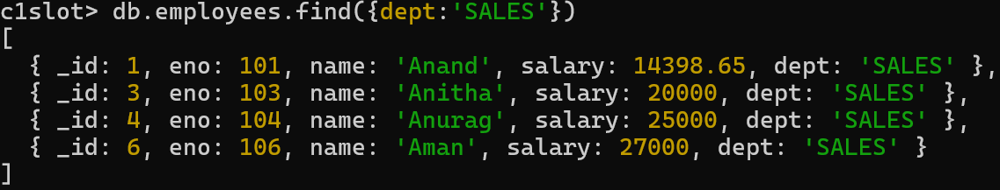 c1slot> db.employees.find({dept:'SALES'})
[
  { _id: 1, eno: 101, name: 'Anand', salary: 14398.65, dept: 'SALES' },
  { _id: 3, eno: 103, name: 'Anitha', salary: 20000, dept: 'SALES' },
  { _id: 4, eno: 104, name: 'Anurag', salary: 25000, dept: 'SALES' },
  { _id: 6, eno: 106, name: 'Aman', salary: 27000, dept: 'SALES' }
]